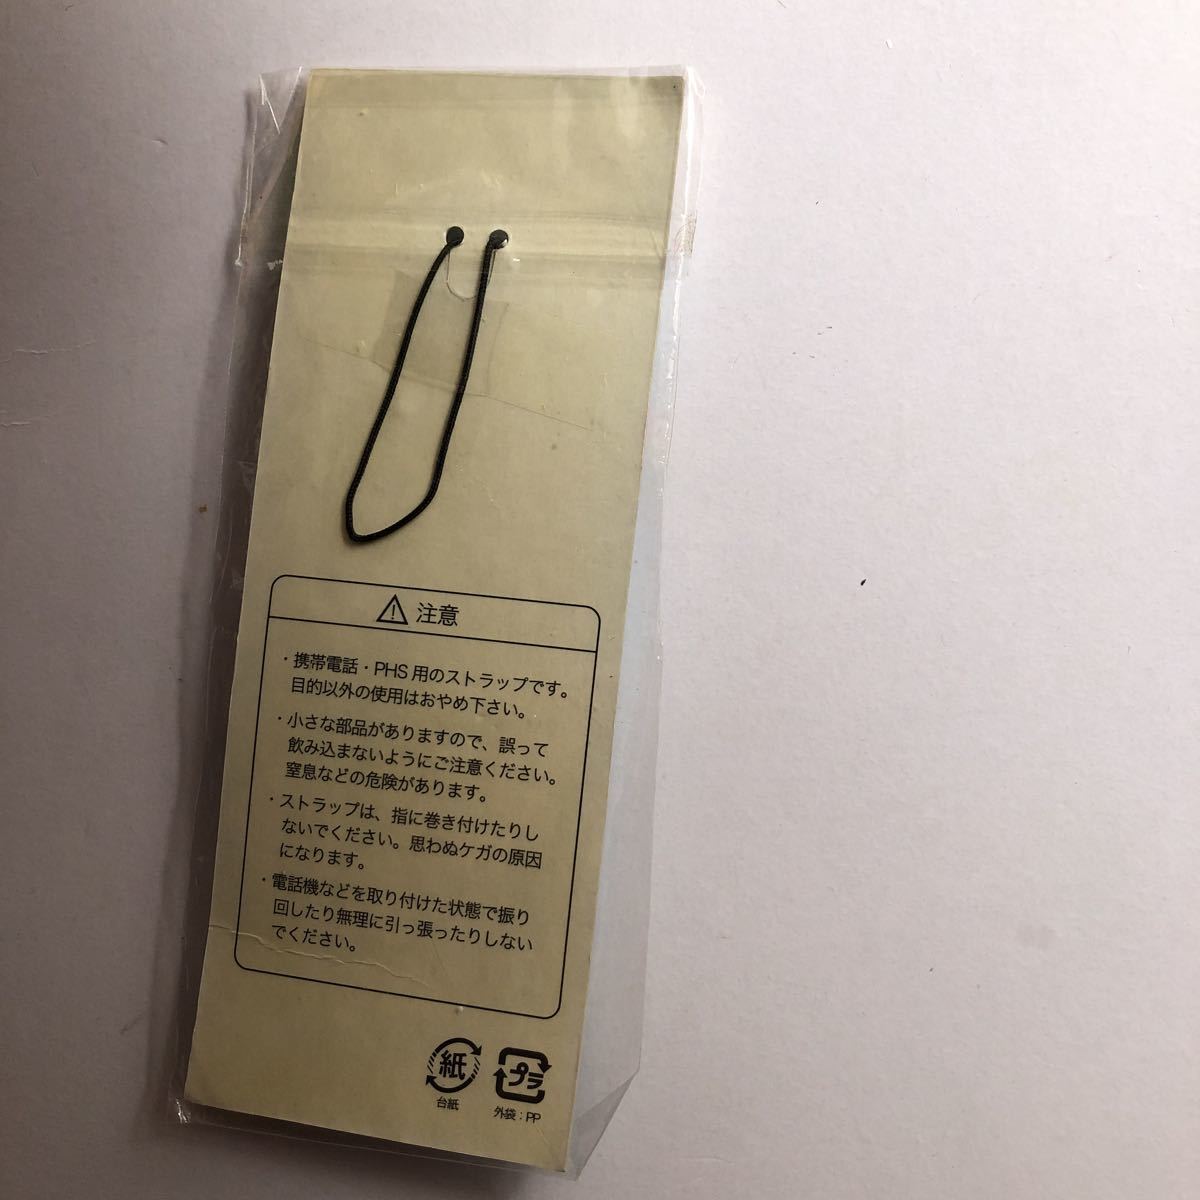 注意
・携帯電話・PHS用のストラップです。
目的以外の使用はおやめ下さい。
・小さな部品がありますので、誤って
飲み込まないようにご注意ください。
窒息などの危険があります。
・ストラップは、指に巻き付けたりし
ないでください。思わぬケガの原因
になります。
・電話機などを取り付けた状態で振り
回したり無理に引っ張ったりしない
でください。
紙
台紙
プラ
外袋：PP